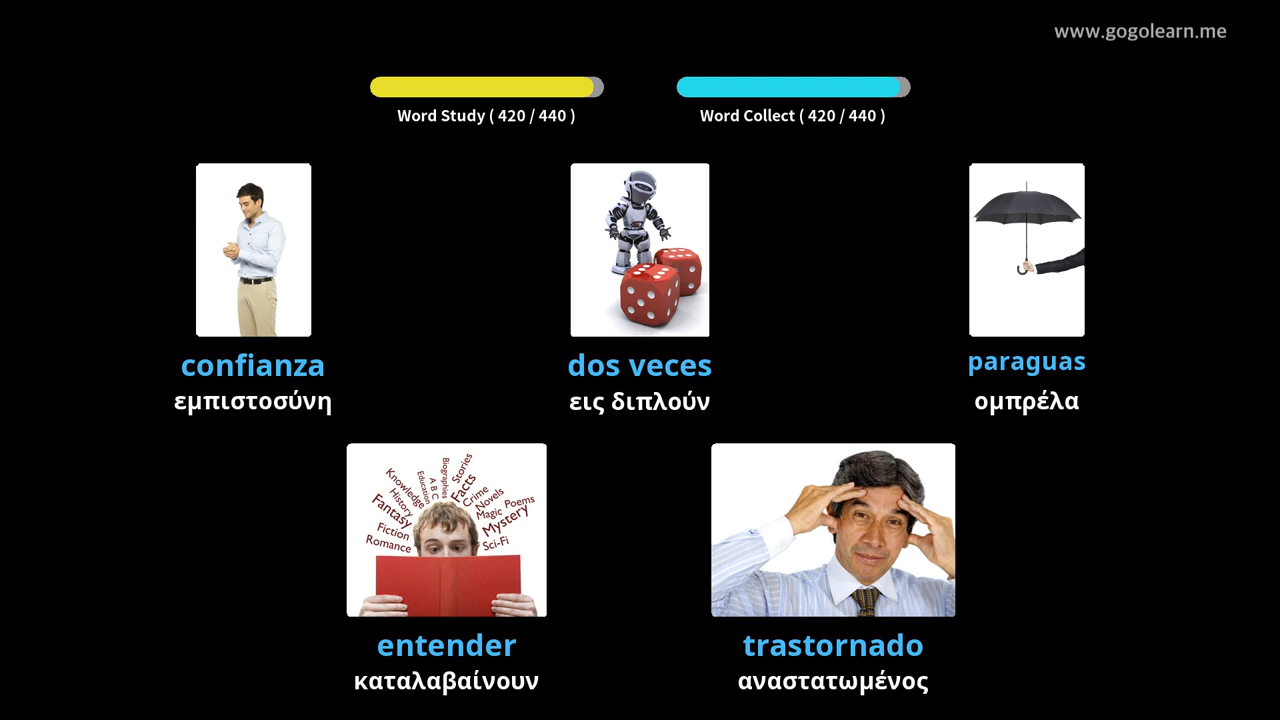 www.gogolearn.me
Word Study ( 420 / 440 )
Word Collect ( 420 / 440 )
confianza
εμπιστοσύνη
dos veces
εις διπλούν
paraguas
ομπρέλα
Stories
Biographies
A B C
Education
Facts
Knowledge
Crime
History
Novels
Fantasy
Magic
Poems
Fiction
Mystery
Romance
Sci-Fi
entender
καταλαβαίνουν
trastornado
αναστατωμένος